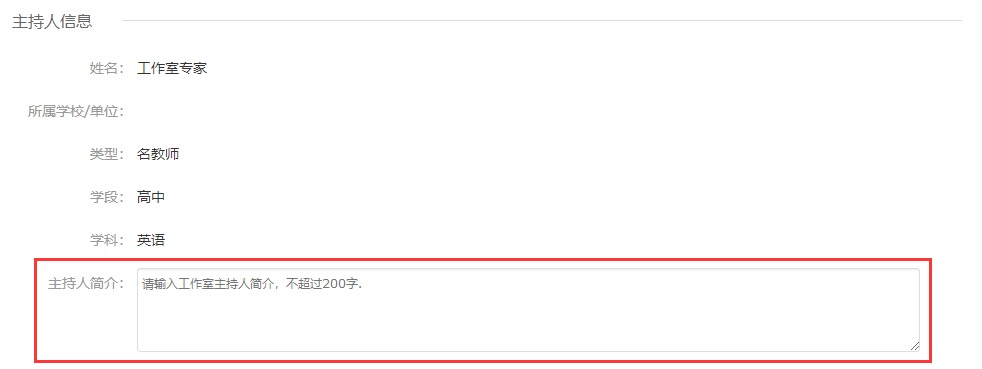 主持人信息
姓名： 工作室专家
所属学校/单位：
类型： 名教师
学段： 高中
学科： 英语
主持人简介： 请输入工作室主持人简介，不超过200字.